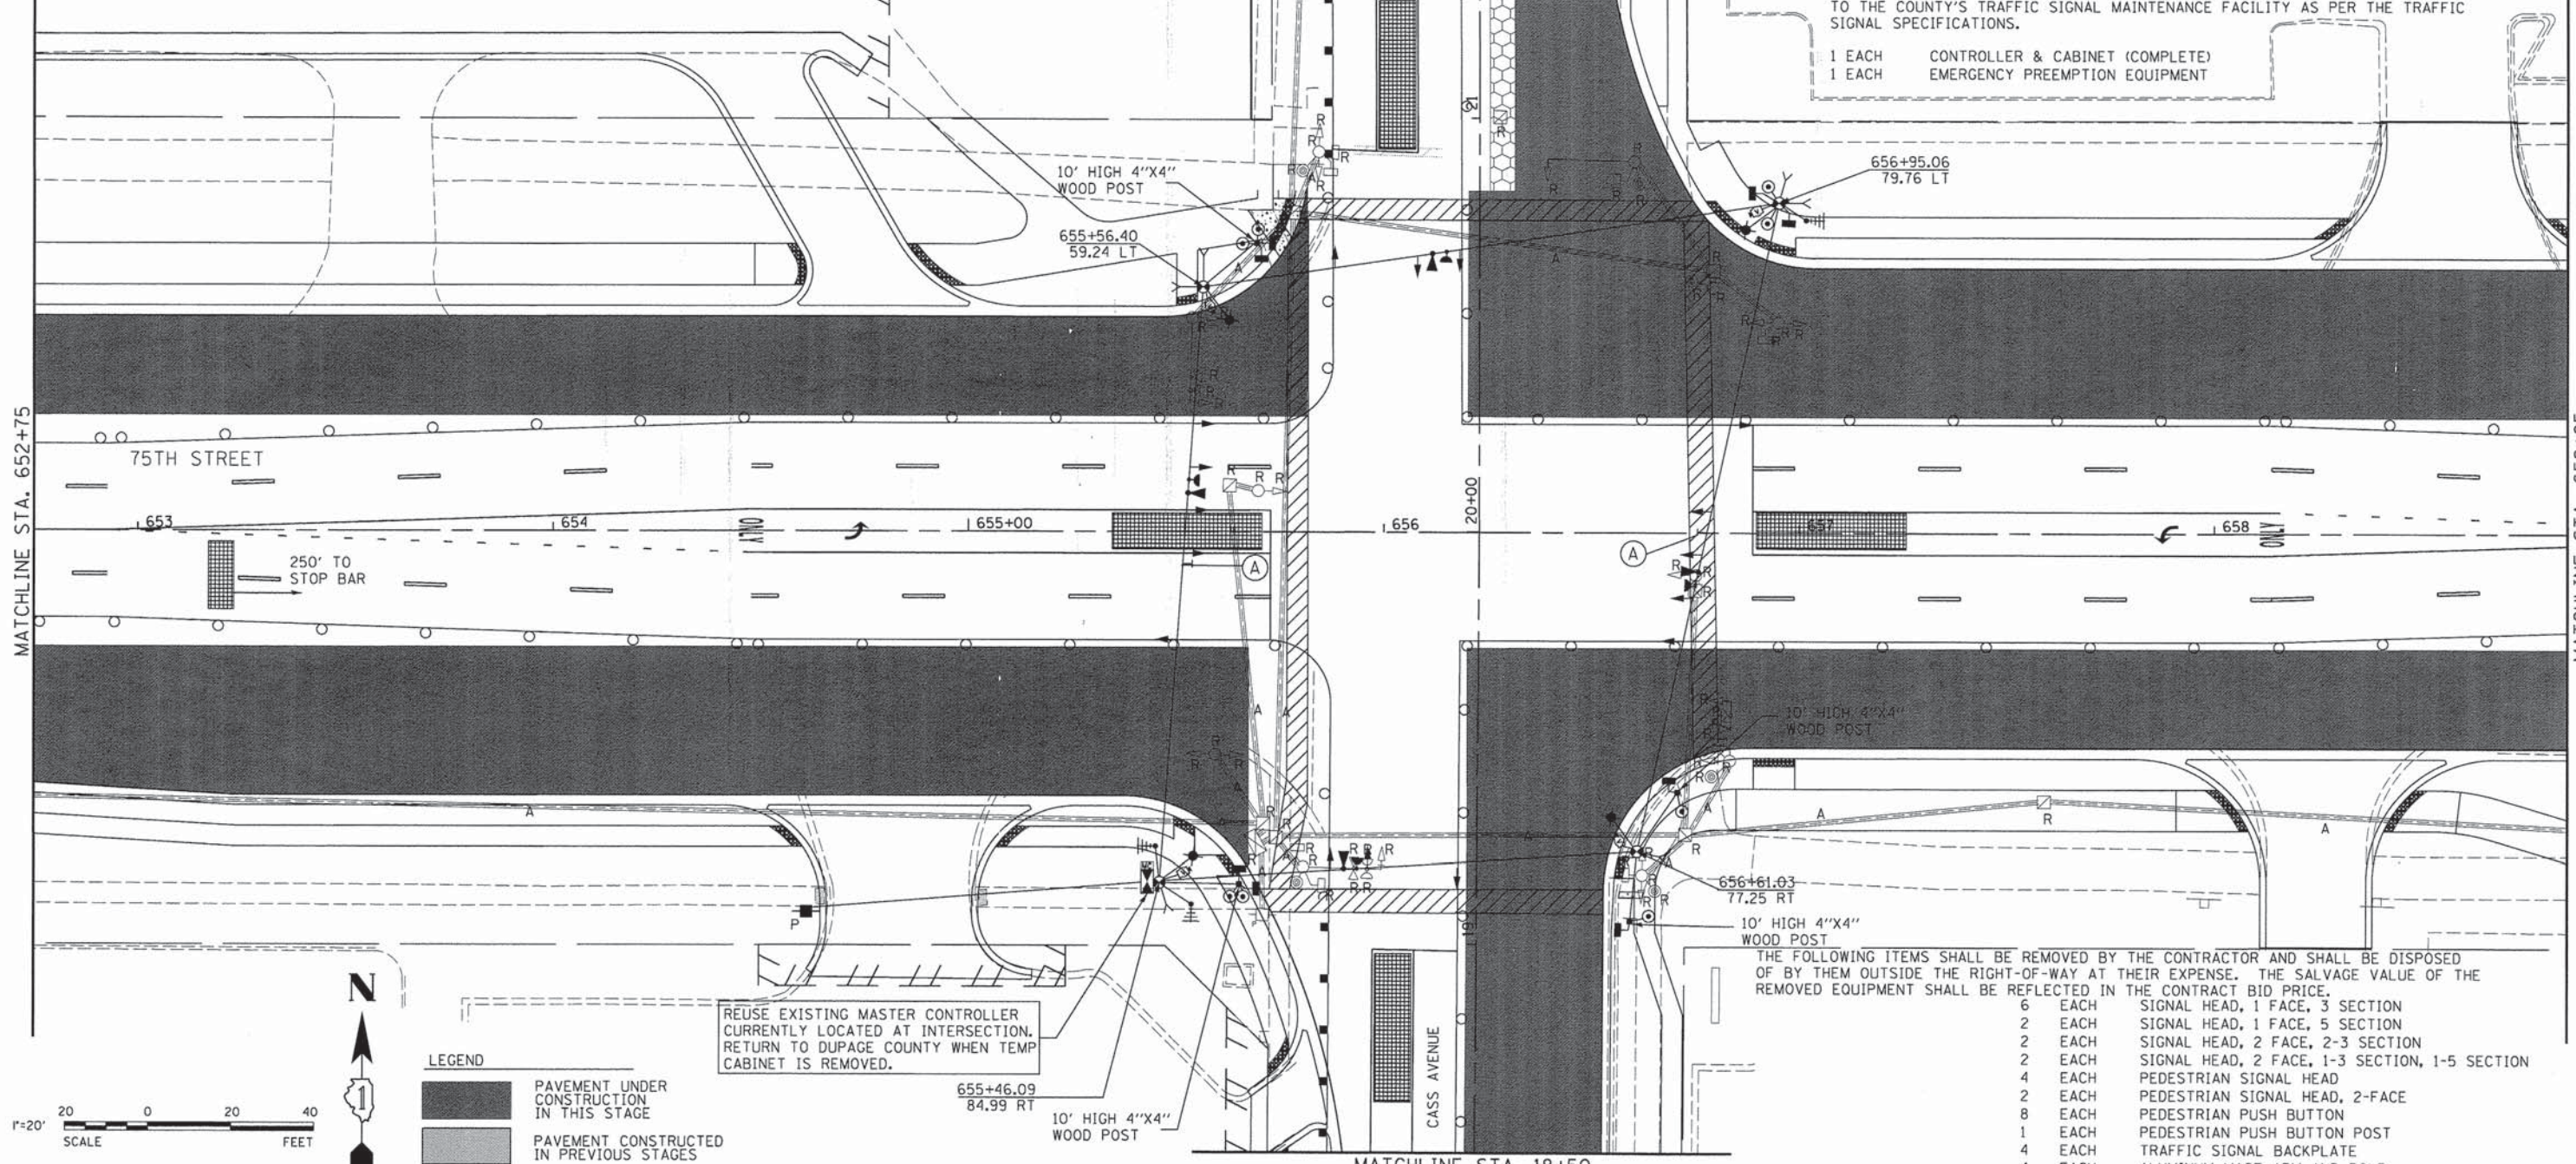 TO THE COUNTY'S TRAFFIC SIGNAL MAINTENANCE FACILITY AS PER THE TRAFFIC
SIGNAL SPECIFICATIONS.
1 EACH CONTROLLER & CABINET (COMPLETE)
1 EACH EMERGENCY PREEMPTION EQUIPMENT
10' HIGH 4"X4"
WOOD POST
655+56.40
59.24 LT
656+95.06
79.76 LT
21
MATCHLINE STA. 652+75
75TH STREET
653
654
655+00
656
657
658
20+00
ONLY
ONLY
250' TO
STOP BAR
A
A
10' HIGH 4"X4"
WOOD POST
656+61.03
77.25 RT
10' HIGH 4"X4"
WOOD POST
P
19
REUSE EXISTING MASTER CONTROLLER
CURRENTLY LOCATED AT INTERSECTION.
RETURN TO DUPAGE COUNTY WHEN TEMP
CABINET IS REMOVED.
655+46.09
84.99 RT
10' HIGH 4"X4"
WOOD POST
CASS AVENUE
THE FOLLOWING ITEMS SHALL BE REMOVED BY THE CONTRACTOR AND SHALL BE DISPOSED
OF BY THEM OUTSIDE THE RIGHT-OF-WAY AT THEIR EXPENSE. THE SALVAGE VALUE OF THE
REMOVED EQUIPMENT SHALL BE REFLECTED IN THE CONTRACT BID PRICE.
6 EACH SIGNAL HEAD, 1 FACE, 3 SECTION
2 EACH SIGNAL HEAD, 1 FACE, 5 SECTION
2 EACH SIGNAL HEAD, 2 FACE, 2-3 SECTION
2 EACH SIGNAL HEAD, 2 FACE, 1-3 SECTION, 1-5 SECTION
4 EACH PEDESTRIAN SIGNAL HEAD
2 EACH PEDESTRIAN SIGNAL HEAD, 2-FACE
8 EACH PEDESTRIAN PUSH BUTTON
1 EACH PEDESTRIAN PUSH BUTTON POST
4 EACH TRAFFIC SIGNAL BACKPLATE
N
1
LEGEND
PAVEMENT UNDER
CONSTRUCTION
IN THIS STAGE
PAVEMENT CONSTRUCTED
IN PREVIOUS STAGES
1"=20'
20 0 20 40
SCALE FEET
MATCHLINE STA. 18+50